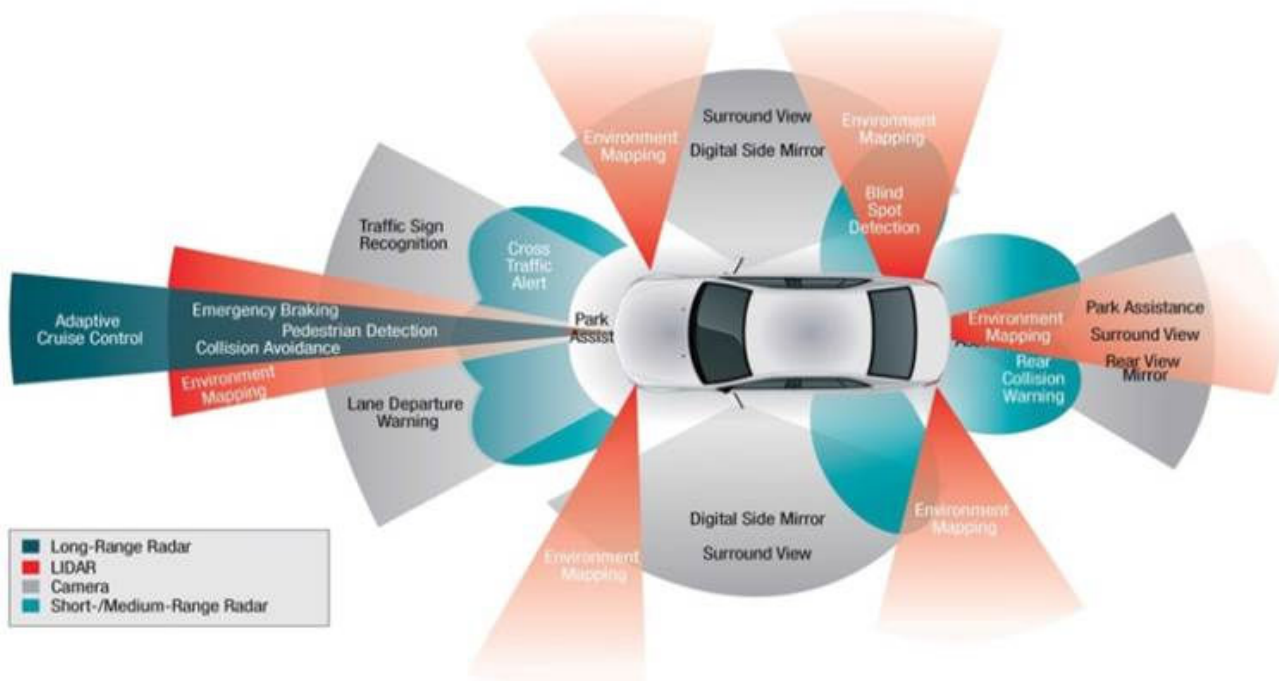 Surround View
Digital Side Mirror
Environment
Mapping
Environment
Mapping
Blind
Spot
Detection
Traffic Sign
Recognition
Cross
Traffic
Alert
Adaptive
Cruise Control
Emergency Braking
Pedestrian Detection
Collision Avoidance
Environment
Mapping
Park
Assist
Lane Departure
Warning
Environment
Mapping
Rear
Collision
Warning
Park Assistance
Surround View
Rear View
Mirror
Digital Side Mirror
Surround View
Environment
Mapping
Environment
Mapping
Long-Range Radar
LIDAR
Camera
Short-/Medium-Range Radar